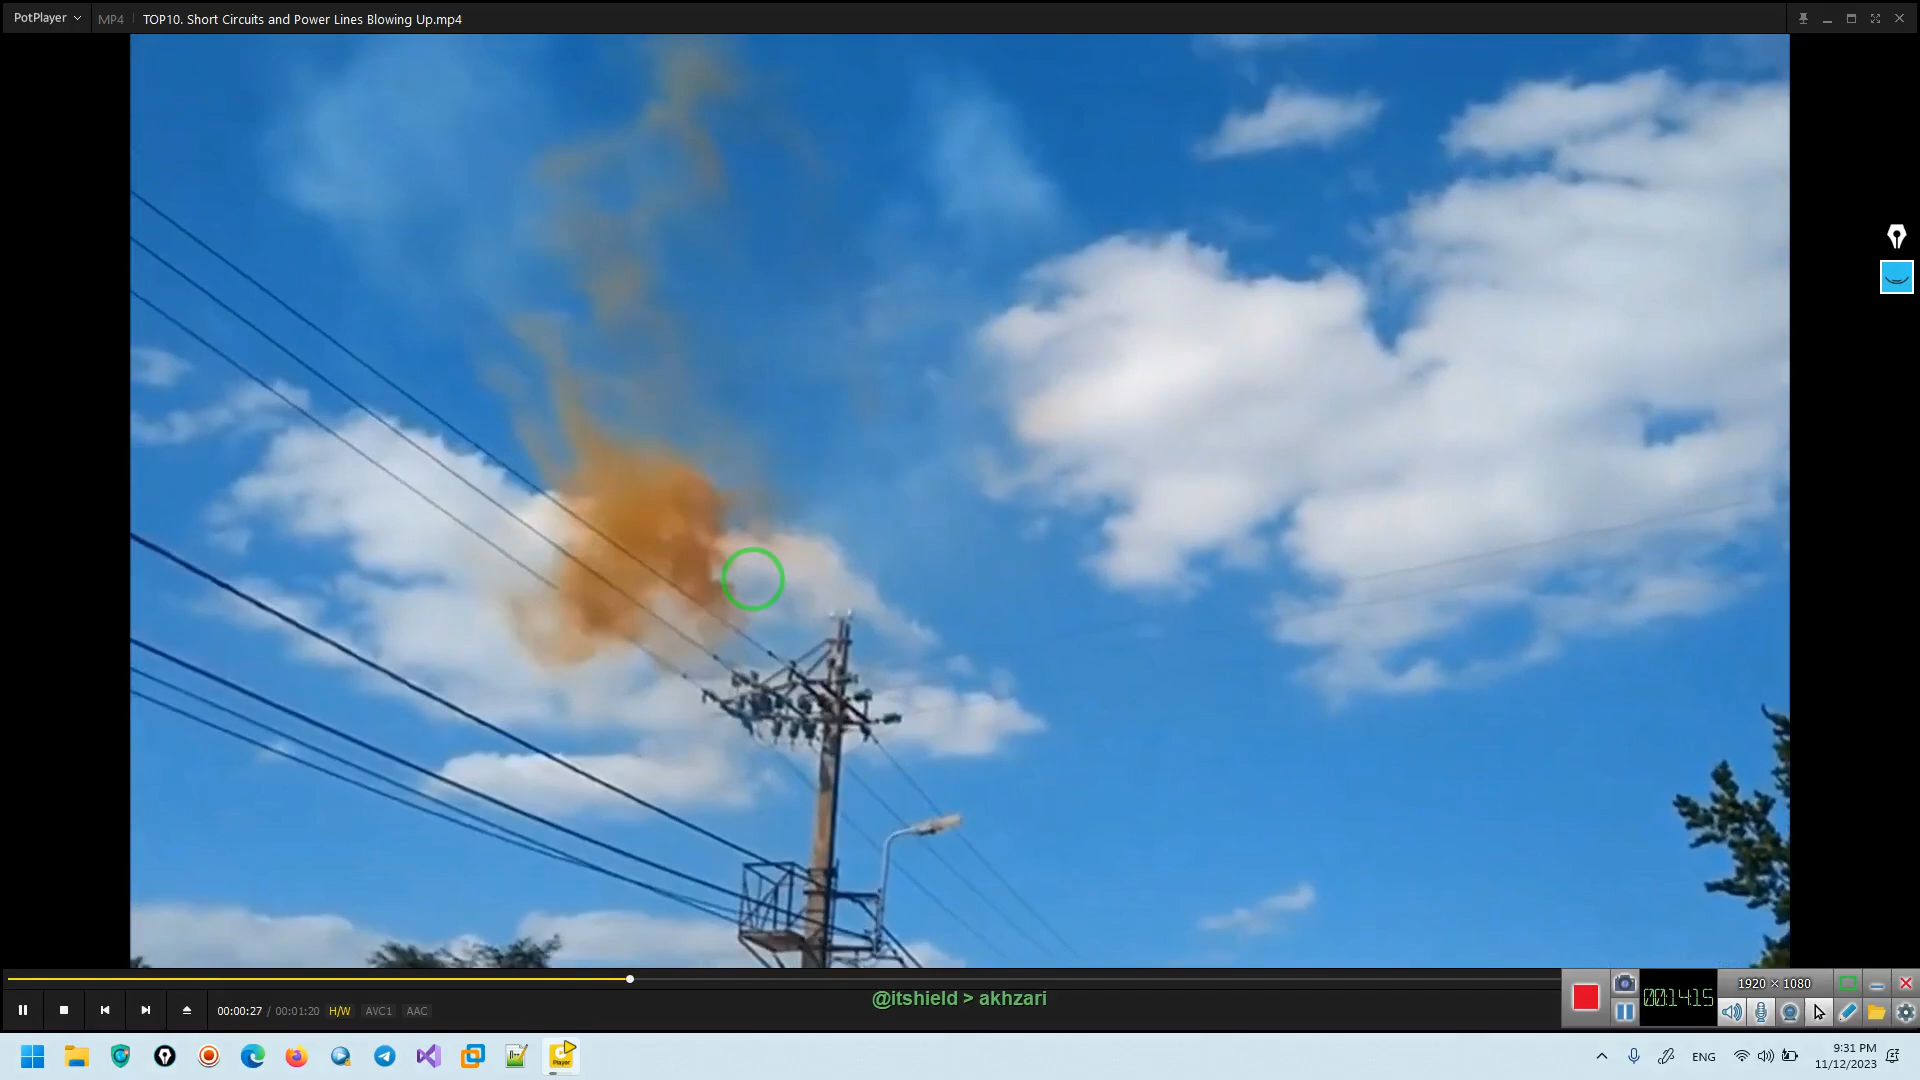 PotPlayer
MP4
TOP10. Short Circuits and Power Lines Blowing Up.mp4
@itshield > akhzari
00:00:27 / 00:01:20 H/W AVC1 AAC
00:14:15
1920 × 1080
Player
ENG
9:31 PM
11/12/2023